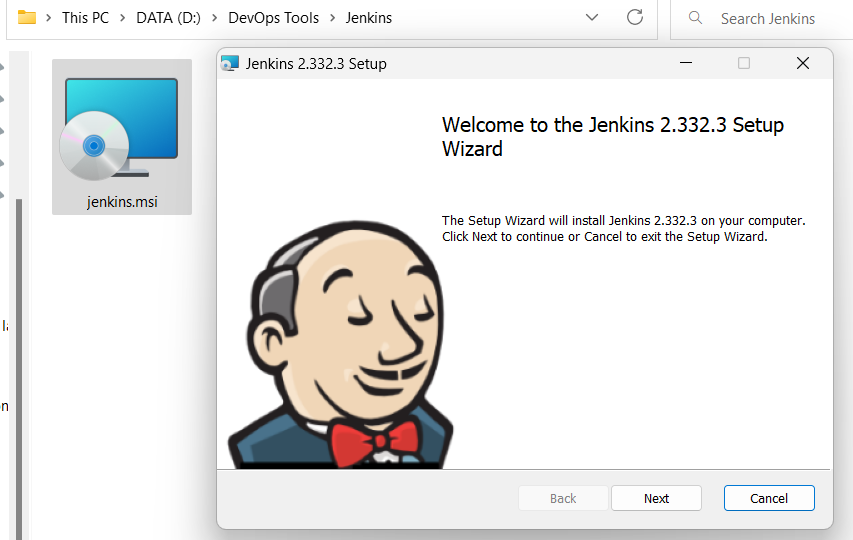 This PC > DATA (D:) > DevOps Tools > Jenkins
Search Jenkins
Jenkins 2.332.3 Setup
Welcome to the Jenkins 2.332.3 Setup
Wizard
jenkins.msi
The Setup Wizard will install Jenkins 2.332.3 on your computer.
Click Next to continue or Cancel to exit the Setup Wizard.
Back
Next
Cancel